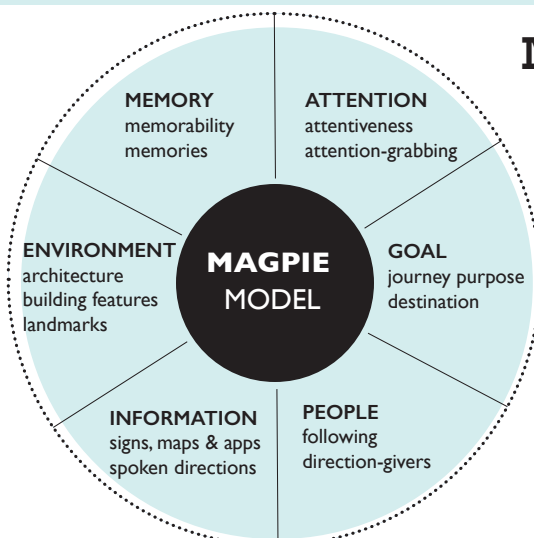 MEMORY
memorability
memories
ATTENTION
attentiveness
attention-grabbing
ENVIRONMENT
architecture
building features
landmarks
MAGPIE
MODEL
GOAL
journey purpose
destination
INFORMATION
signs, maps & apps
spoken directions
PEOPLE
following
direction-givers